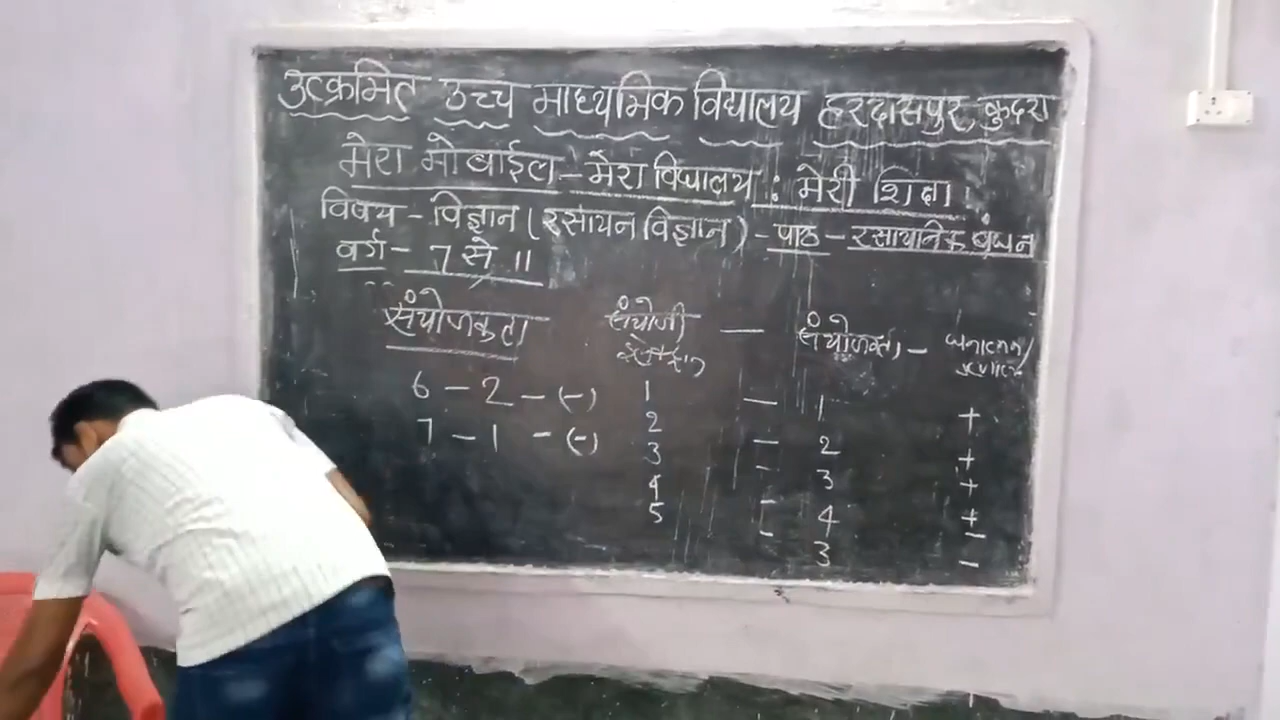 उत्क्रमित उच्च माध्यमिक विद्यालय हरदासपुर, कुदरा
मेरा मोबाईल - मेरा विद्यालय : मेरी शिक्षा।
विषय - विज्ञान (रसायन विज्ञान) - पाठ - रसायनिक बंधन
वर्ग - 7 से 11
संयोजकता संयोजी — संयोजकता -
6 - 2 - (-) 1 — 1 +
7 - 1 - (-) 2 — 2 +
3 - 3 +
4 - 4 ±
5 3 -